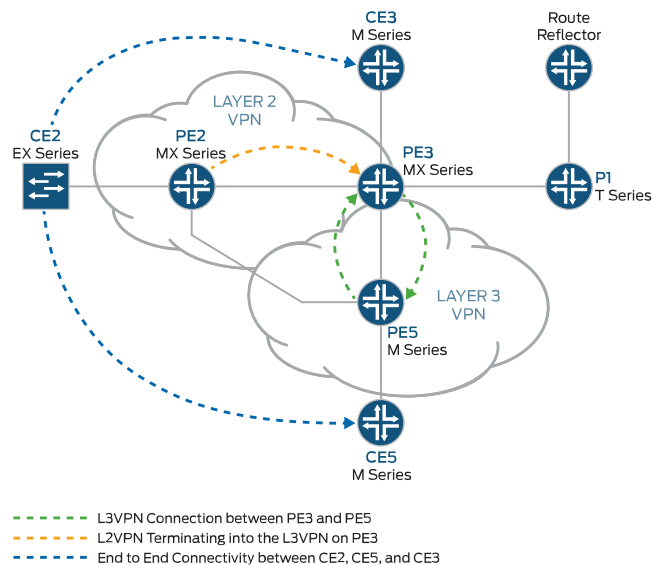 CE3
M Series
Route
Reflector
LAYER 2
VPN
CE2
EX Series
PE2
MX Series
PE3
MX Series
P1
T Series
LAYER 3
VPN
PE5
M Series
CE5
M Series
L3VPN Connection between PE3 and PE5
L2VPN Terminating into the L3VPN on PE3
End to End Connectivity between CE2, CE5, and CE3